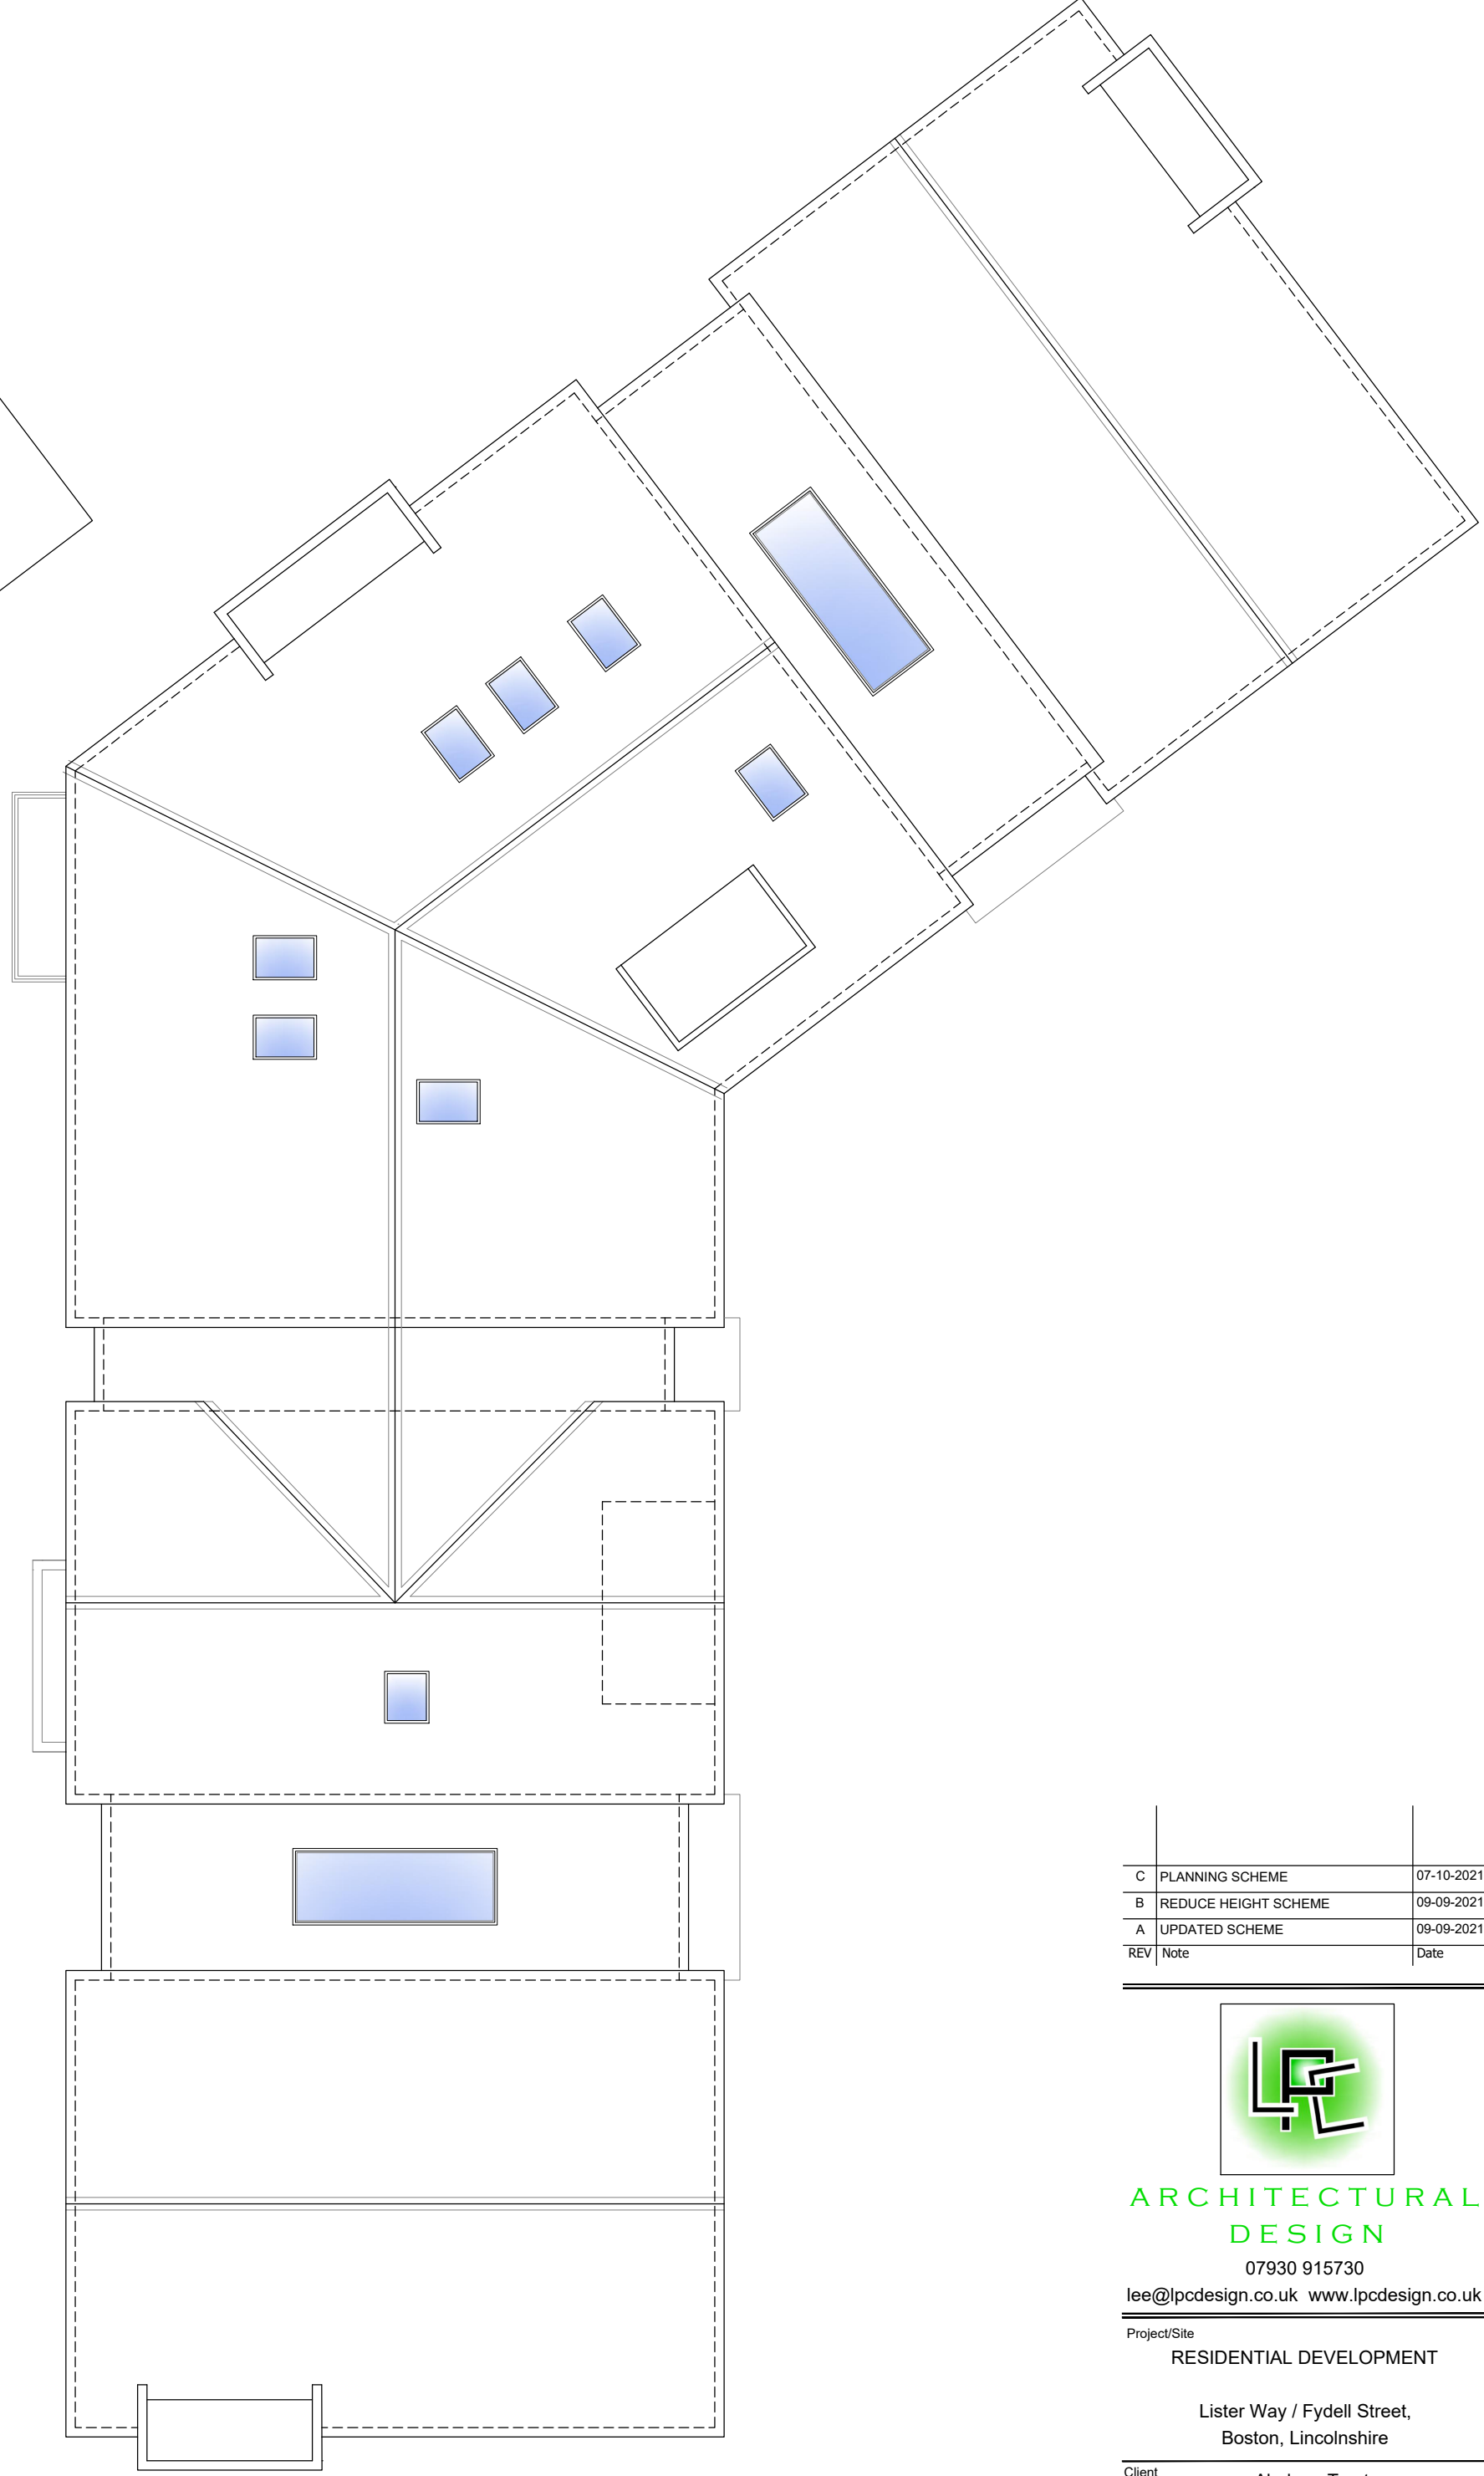 C PLANNING SCHEME 07-10-2021
B REDUCE HEIGHT SCHEME 09-09-2021
A UPDATED SCHEME 09-09-2021
REV Note Date
LPC
ARCHITECTURAL
DESIGN
07930 915730
lee@lpcdesign.co.uk www.lpcdesign.co.uk
Project/Site
RESIDENTIAL DEVELOPMENT
Lister Way / Fydell Street,
Boston, Lincolnshire
Client